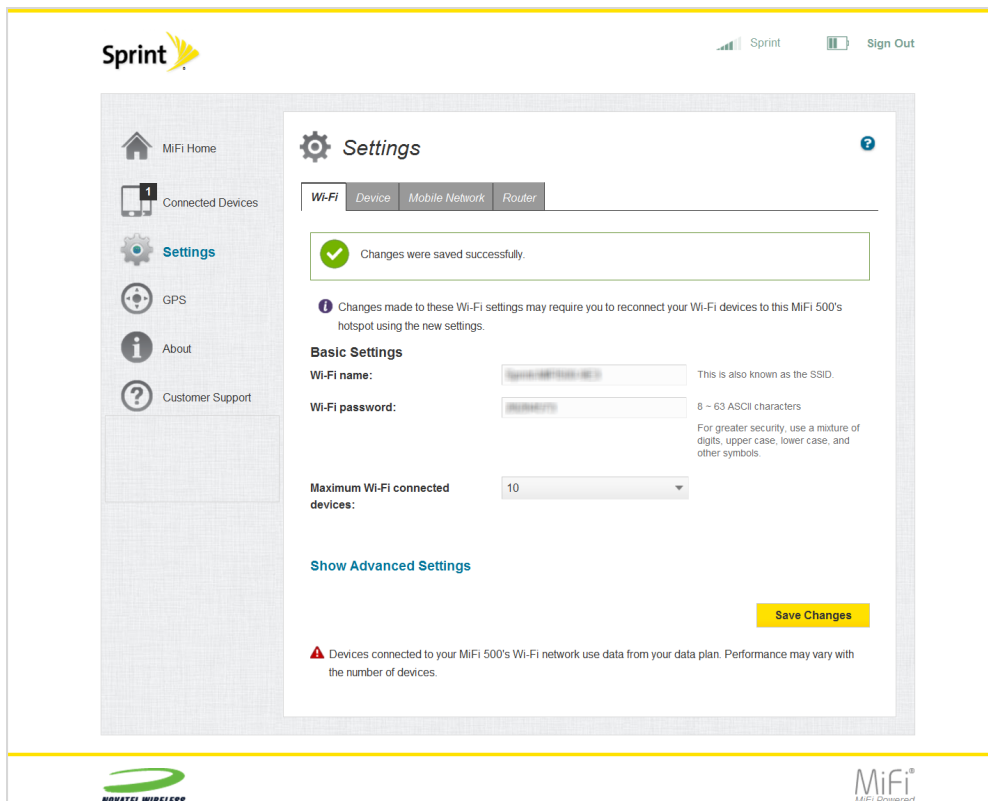 Sprint
Sprint
Sign Out
MiFi Home
1
Connected Devices
Settings
GPS
About
Customer Support
Settings
?
Wi-Fi
Device
Mobile Network
Router
Changes were saved successfully.
Changes made to these Wi-Fi settings may require you to reconnect your Wi-Fi devices to this MiFi 500's
hotspot using the new settings.
Basic Settings
Wi-Fi name:
This is also known as the SSID.
Wi-Fi password:
8 ~ 63 ASCII characters
For greater security, use a mixture of
digits, upper case, lower case, and
other symbols.
Maximum Wi-Fi connected
devices:
10
Show Advanced Settings
Save Changes
Devices connected to your MiFi 500's Wi-Fi network use data from your data plan. Performance may vary with
the number of devices.
NOVATEL WIRELESS
MiFi®
MiFi Powered